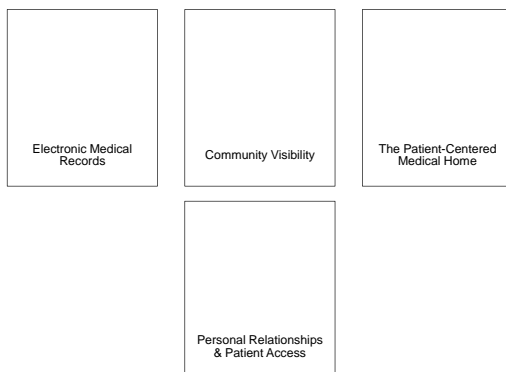 Electronic Medical
Records
Community Visibility
The Patient-Centered
Medical Home
Personal Relationships
& Patient Access